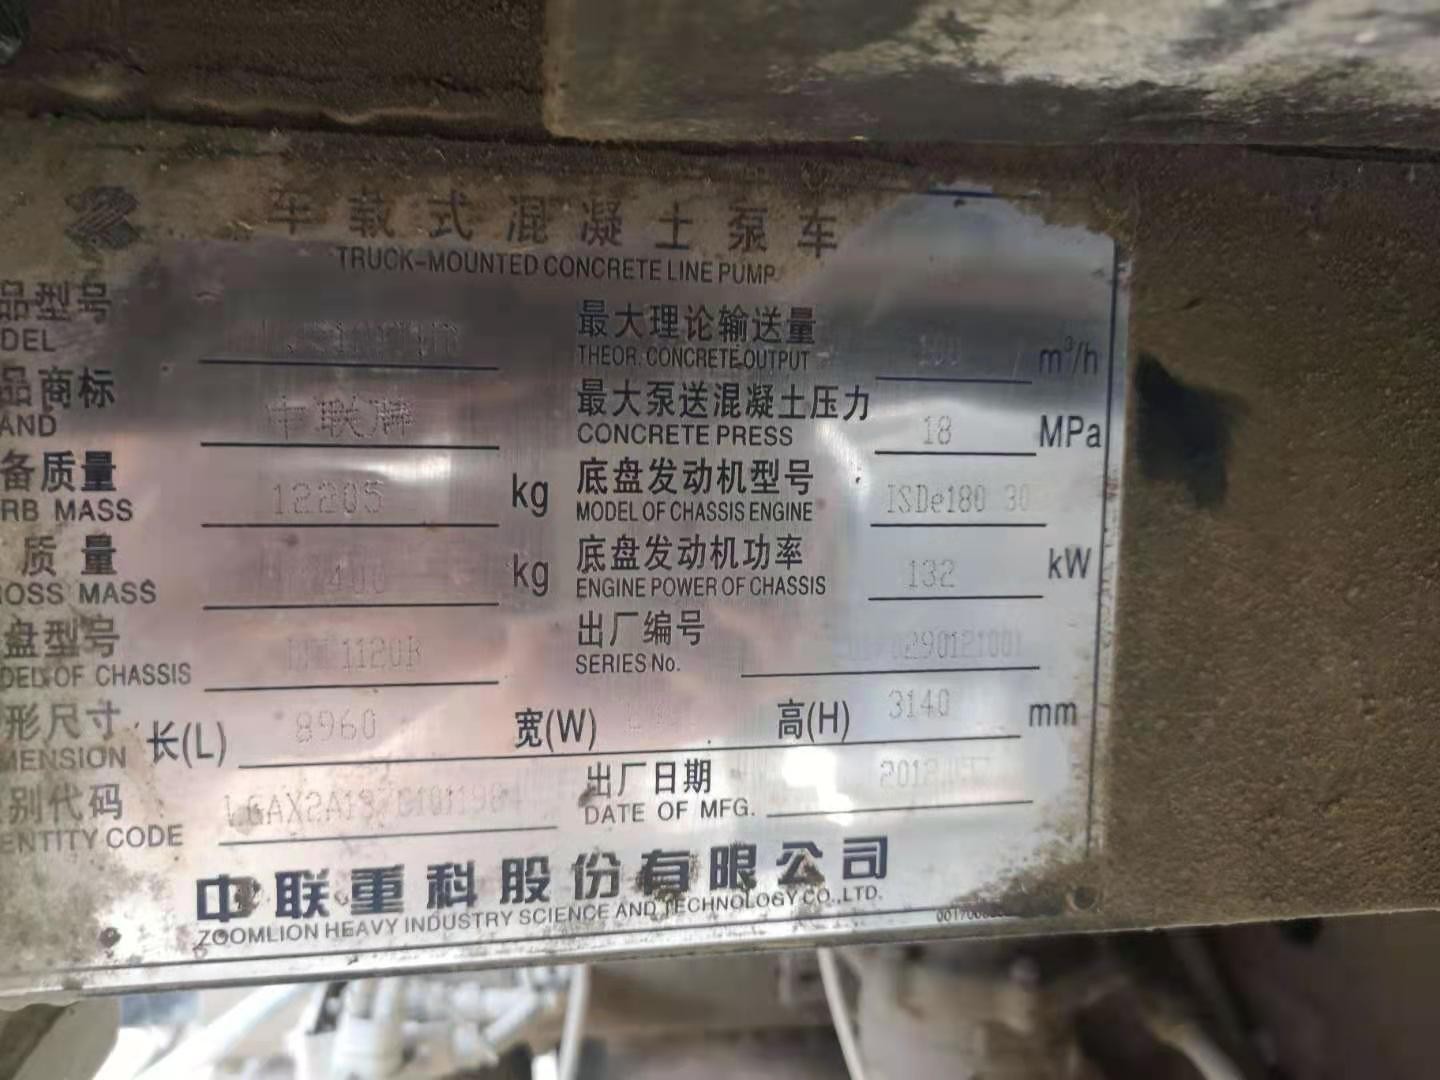 车载式混凝土泵车
TRUCK-MOUNTED CONCRETE LINE PUMP
品型号
DEL
最大理论输送量
THEOR. CONCRETE OUTPUT
m³/h
品商标
AND
中联牌
最大泵送混凝土压力
CONCRETE PRESS
18 MPa
备质量
RB MASS
12205 kg
底盘发动机型号
MODEL OF CHASSIS ENGINE
ISDe180 30
质量
OSS MASS
kg
底盘发动机功率
ENGINE POWER OF CHASSIS
132 kW
盘型号
DEL OF CHASSIS
出厂编号
SERIES No.
形尺寸
MENSION
长(L) 8960 宽(W) 高(H) 3140 mm
别代码
ENTITY CODE
出厂日期
DATE OF MFG.
2012
中联重科股份有限公司
ZOOMLION HEAVY INDUSTRY SCIENCE AND TECHNOLOGY CO.,LTD.